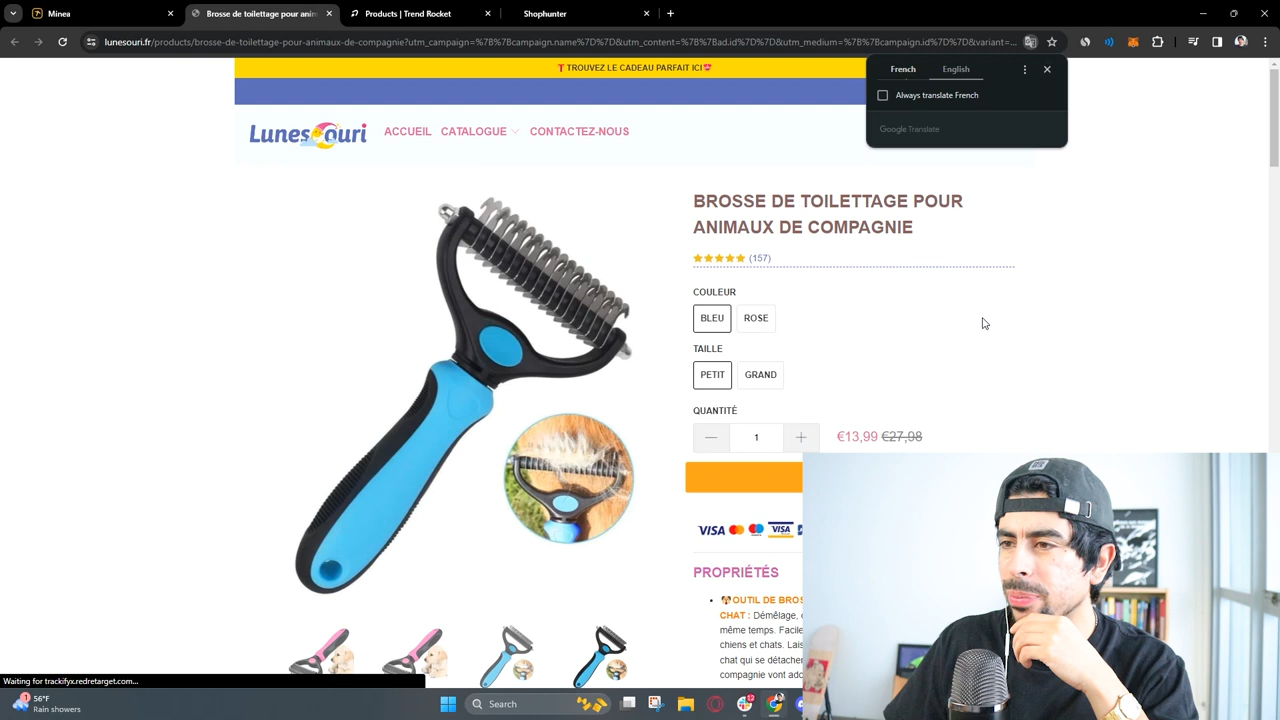 Minea
Brosse de toilettage pour anim
Products | Trend Rocket
Shophunter
lunesouri.fr/products/brosse-de-toilettage-pour-animaux-de-compagnie?utm_campaign=%7B%7Bcampaign.name%7D%7D&utm_content=%7B%7Bad.id%7D%7D&utm_medium=%7B%7Bcampaign.id%7D%7D&variant=...
TROUVEZ LE CADEAU PARFAIT ICI
French
English
Always translate French
Google Translate
Lunesouri
ACCUEIL
CATALOGUE
CONTACTEZ-NOUS
BROSSE DE TOILETTAGE POUR
ANIMAUX DE COMPAGNIE
(157)
COULEUR
BLEU
ROSE
TAILLE
PETIT
GRAND
QUANTITÉ
1
€13,99 €27,98
VISA
VISA
PROPRIÉTÉS
OUTIL DE BROS
CHAT : Démêlage,
même temps. Facile
chiens et chats. Lais
chat qui se détacher
compagnie vont ado
Waiting for trackifyx.redretarget.com...
1
56°F
Rain showers
Search
12